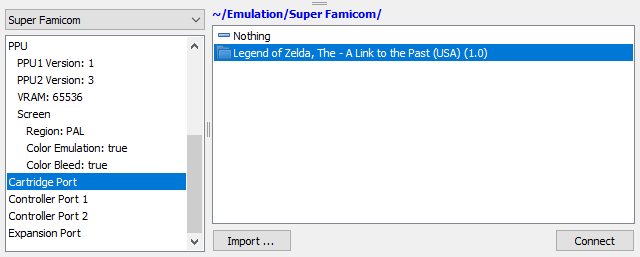 Super Famicom
PPU
PPU1 Version: 1
PPU2 Version: 3
VRAM: 65536
Screen
Region: PAL
Color Emulation: true
Color Bleed: true
Cartridge Port
Controller Port 1
Controller Port 2
Expansion Port
~/Emulation/Super Famicom/
Nothing
Legend of Zelda, The - A Link to the Past (USA) (1.0)
Import ...
Connect